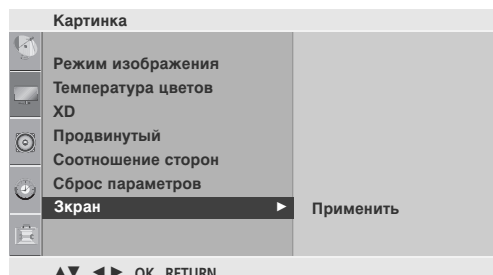 Картинка
Режим изображения
Температура цветов
XD
Продвинутый
Соотношение сторон
Сброс параметров
Зкран ► Применить
▲▼ ◄ ► OK RETURN